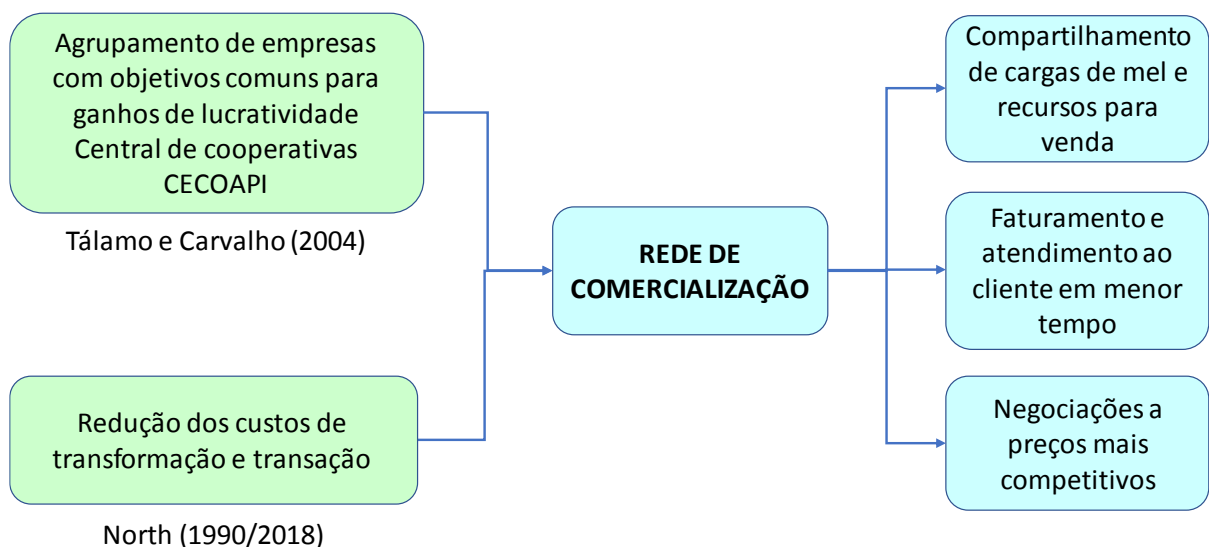 Agrupamento de empresas
com objetivos comuns para
ganhos de lucratividade
Central de cooperativas
CECOAPI
Tálamo e Carvalho (2004)
Redução dos custos de
transformação e transação
North (1990/2018)
REDE DE
COMERCIALIZAÇÃO
Compartilhamento
de cargas de mel e
recursos para
venda
Faturamento e
atendimento ao
cliente em menor
tempo
Negociações a
preços mais
competitivos